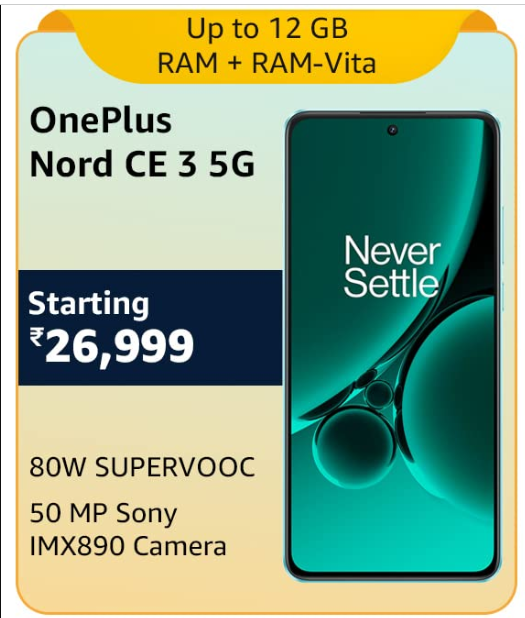 Up to 12 GB
RAM + RAM-Vita
OnePlus
Nord CE 3 5G
Never
Settle
Starting
₹26,999
80W SUPERVOOC
50 MP Sony
IMX890 Camera